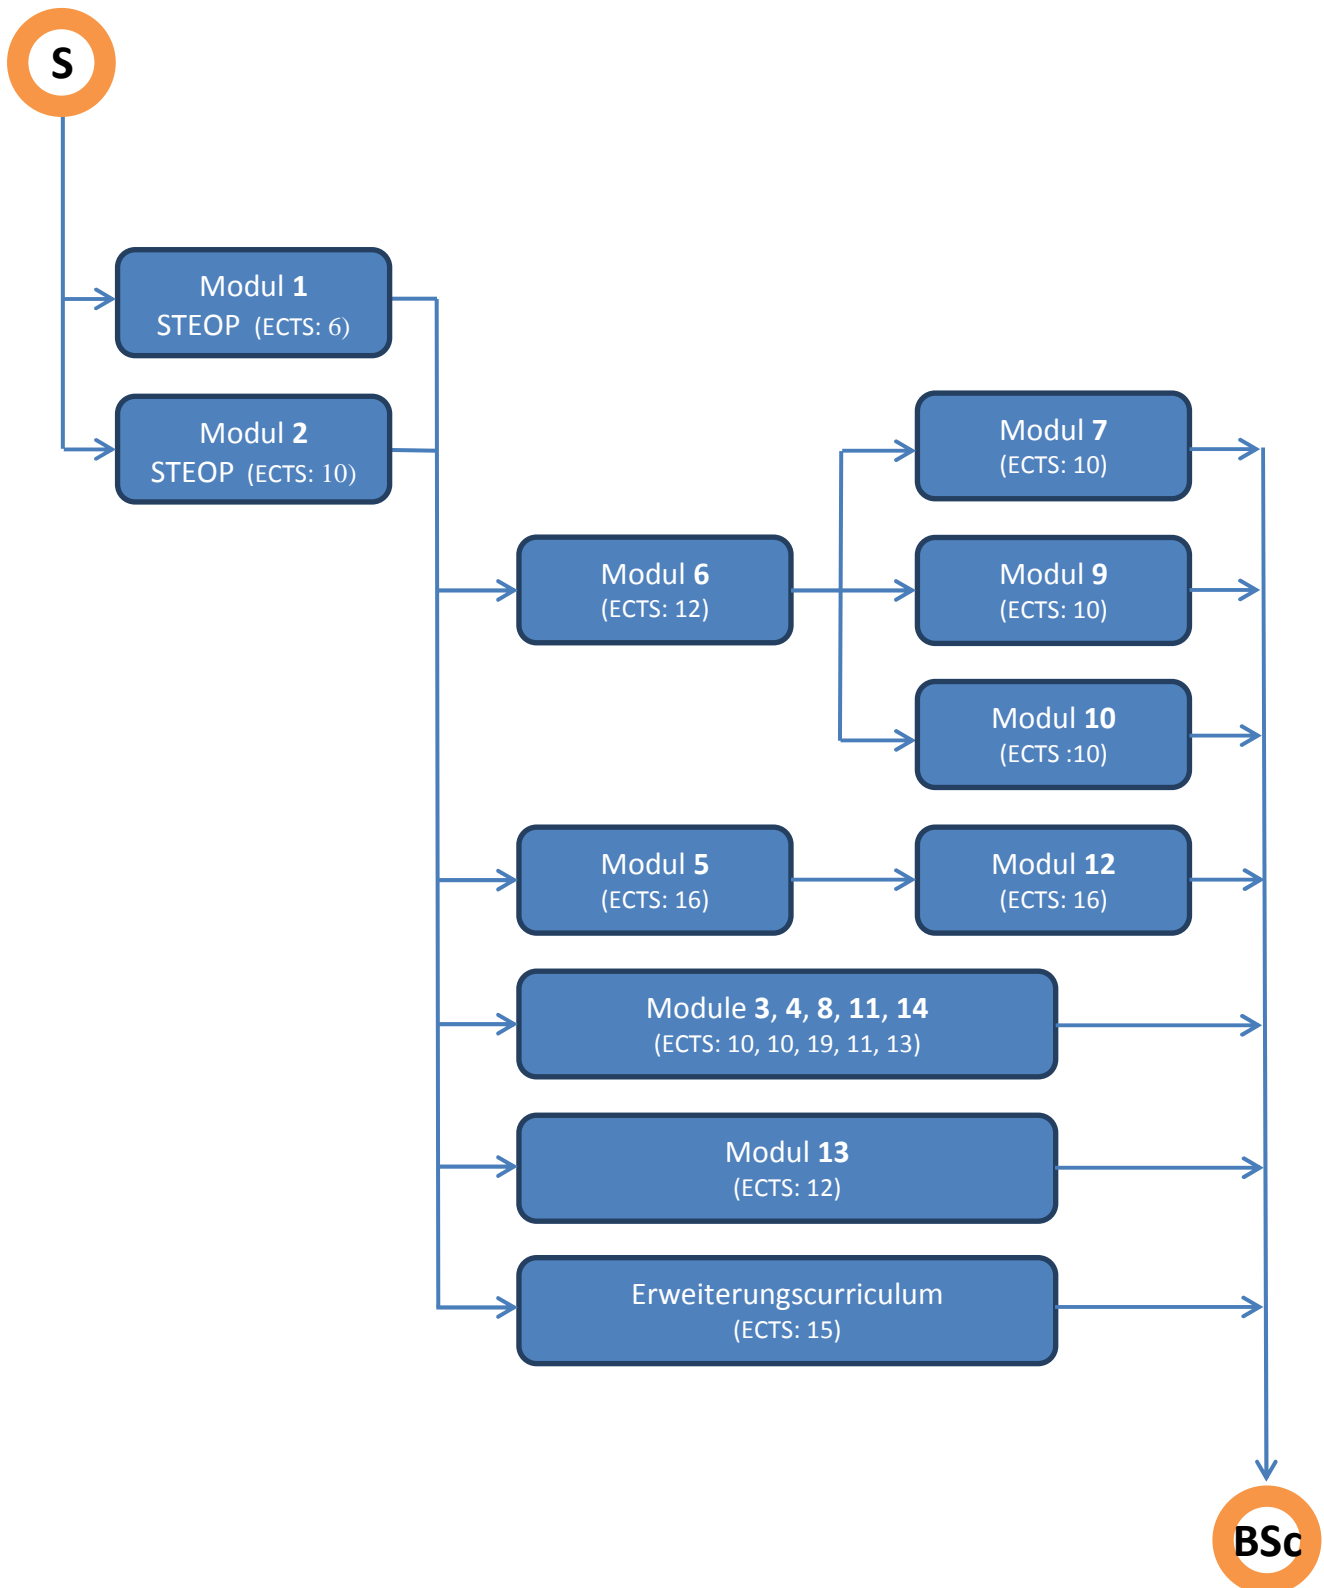 S
Modul 1
STEOP (ECTS: 6)
Modul 2
STEOP (ECTS: 10)
Modul 6
(ECTS: 12)
Modul 7
(ECTS: 10)
Modul 9
(ECTS: 10)
Modul 10
(ECTS :10)
Modul 5
(ECTS: 16)
Modul 12
(ECTS: 16)
Module 3, 4, 8, 11, 14
(ECTS: 10, 10, 19, 11, 13)
Modul 13
(ECTS: 12)
Erweiterungscurriculum
(ECTS: 15)
BSc